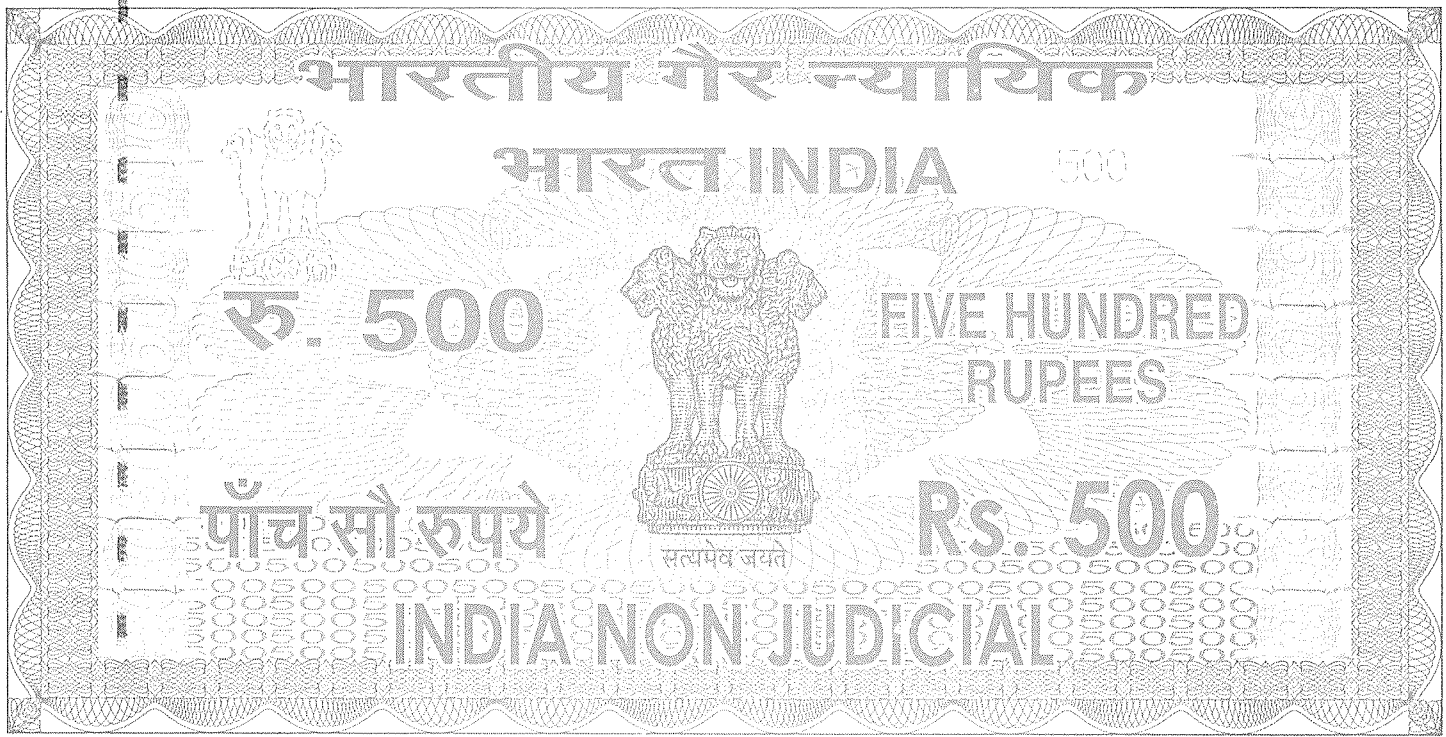 भारतीय गैर न्यायिक
भारत INDIA 500
रु. 500
FIVE HUNDRED
RUPEES
पाँच सौ रुपये
Rs. 500
सत्यमेव जयते
INDIA NON JUDICIAL